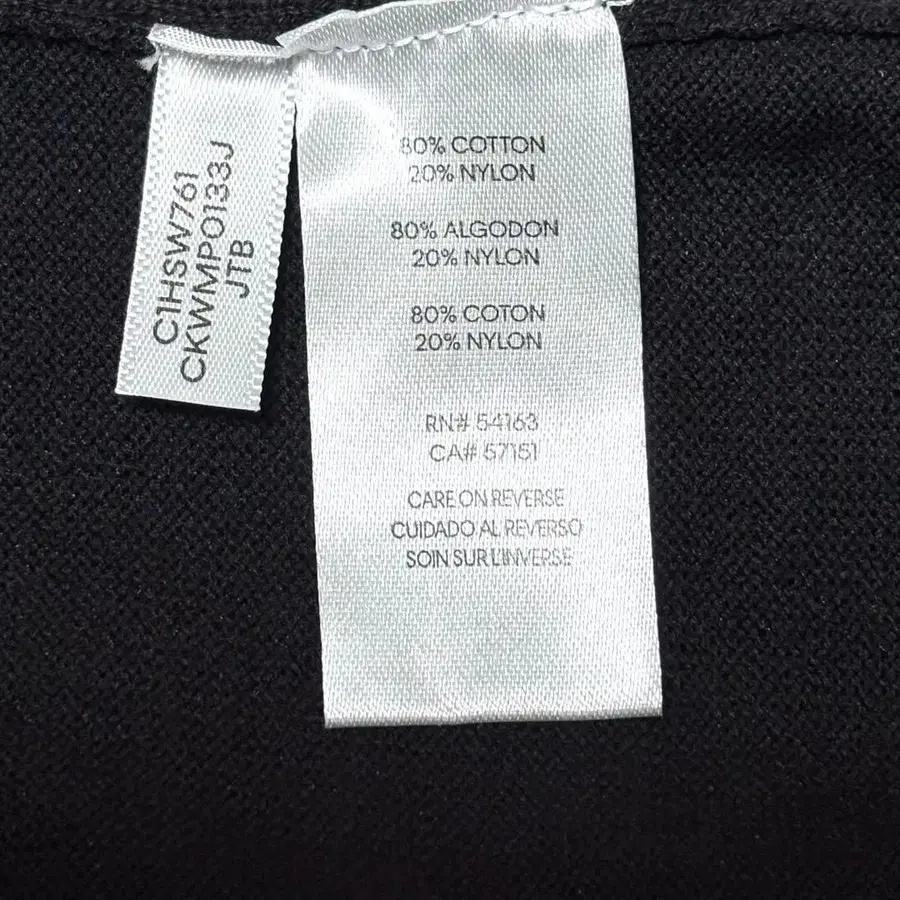 C1HSW761
CKWMP0133J
JTB
80% COTTON
20% NYLON
80% ALGODON
20% NYLON
80% COTON
20% NYLON
RN# 54163
CA# 57151
CARE ON REVERSE
CUIDADO AL REVERSO
SOIN SUR L'INVERSE